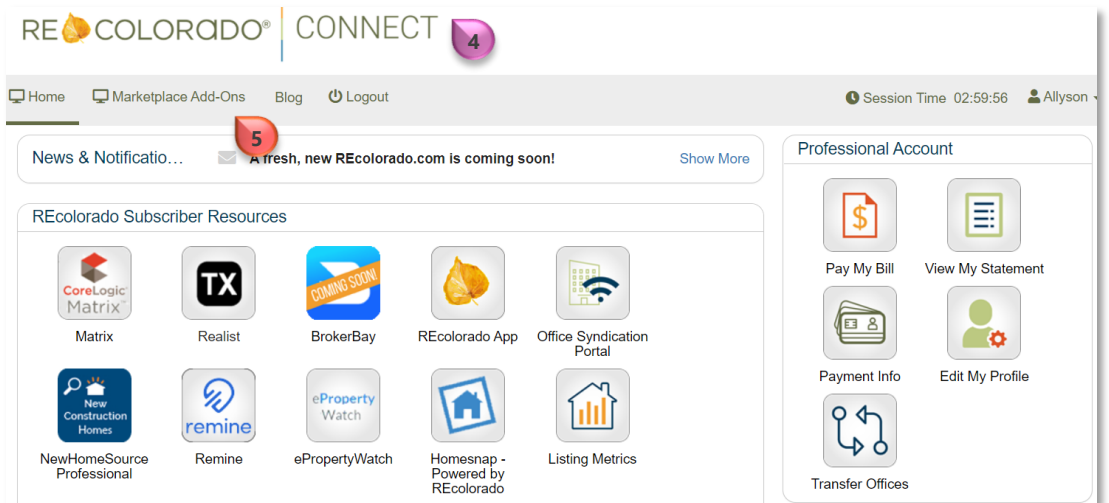 RE COLORADO® CONNECT
4
Home Marketplace Add-Ons Blog Logout Session Time 02:59:56 Allyson
5
News & Notificatio... A fresh, new REcolorado.com is coming soon! Show More
Professional Account
REcolorado Subscriber Resources
$
Pay My Bill View My Statement
CoreLogic
Matrix™
TX
COMING SOON!
Matrix Realist BrokerBay REcolorado App Office Syndication
Portal
Payment Info Edit My Profile
New
Construction
Homes
remine
eProperty
Watch
NewHomeSource
Professional
Remine
ePropertyWatch
Homesnap -
Powered by
REcolorado
Listing Metrics
Transfer Offices